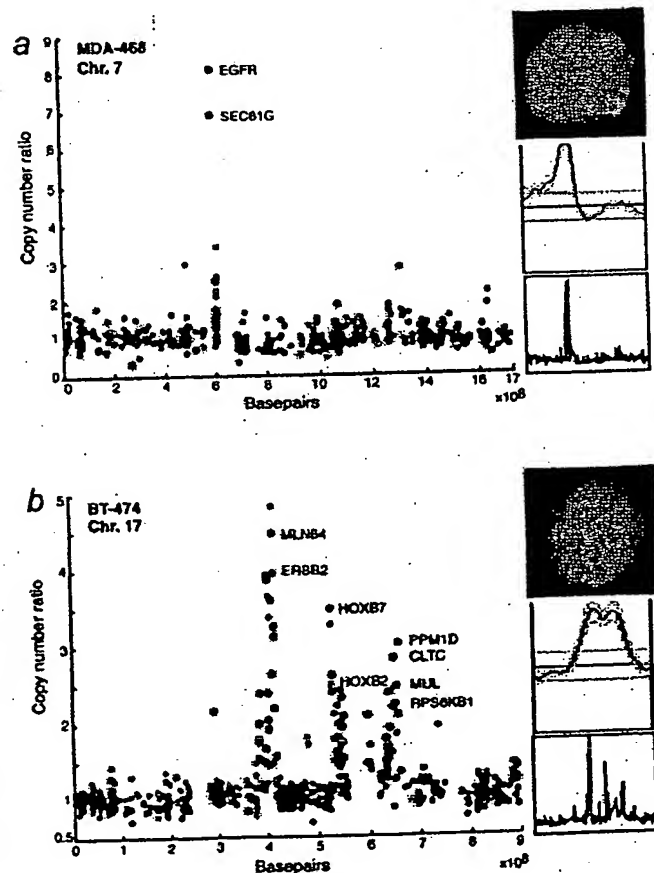 a
MDA-468
Chr. 7
Copy number ratio
9
8
7
6
5
4
3
2
1
0
EGFR
SEC61G
0 2 4 6 8 10 12 14 16 17
Basepairs
x10⁸
b
BT-474
Chr. 17
Copy number ratio
5
4
3
2
1
0.5
MLN64
ERBB2
HOXB7
PPM1D
CLTC
HOXB2
MUL
RPS6KB1
0 1 2 3 4 5 6 7 8 9
Basepairs
x10⁸